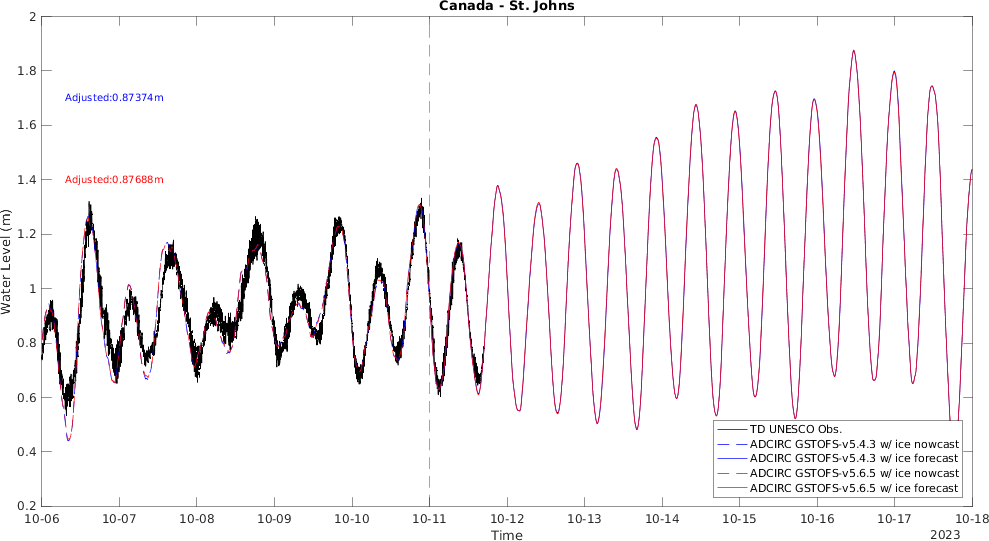 Canada - St. Johns
2
1.8
1.6
1.4
1.2
1
0.8
0.6
0.4
0.2
Water Level (m)
Adjusted:0.87374m
Adjusted:0.87688m
TD UNESCO Obs.
ADCIRC GSTOFS-v5.4.3 w/ ice nowcast
ADCIRC GSTOFS-v5.4.3 w/ ice forecast
ADCIRC GSTOFS-v5.6.5 w/ ice nowcast
ADCIRC GSTOFS-v5.6.5 w/ ice forecast
10-06 10-07 10-08 10-09 10-10 10-11 10-12 10-13 10-14 10-15 10-16 10-17 10-18
Time
2023